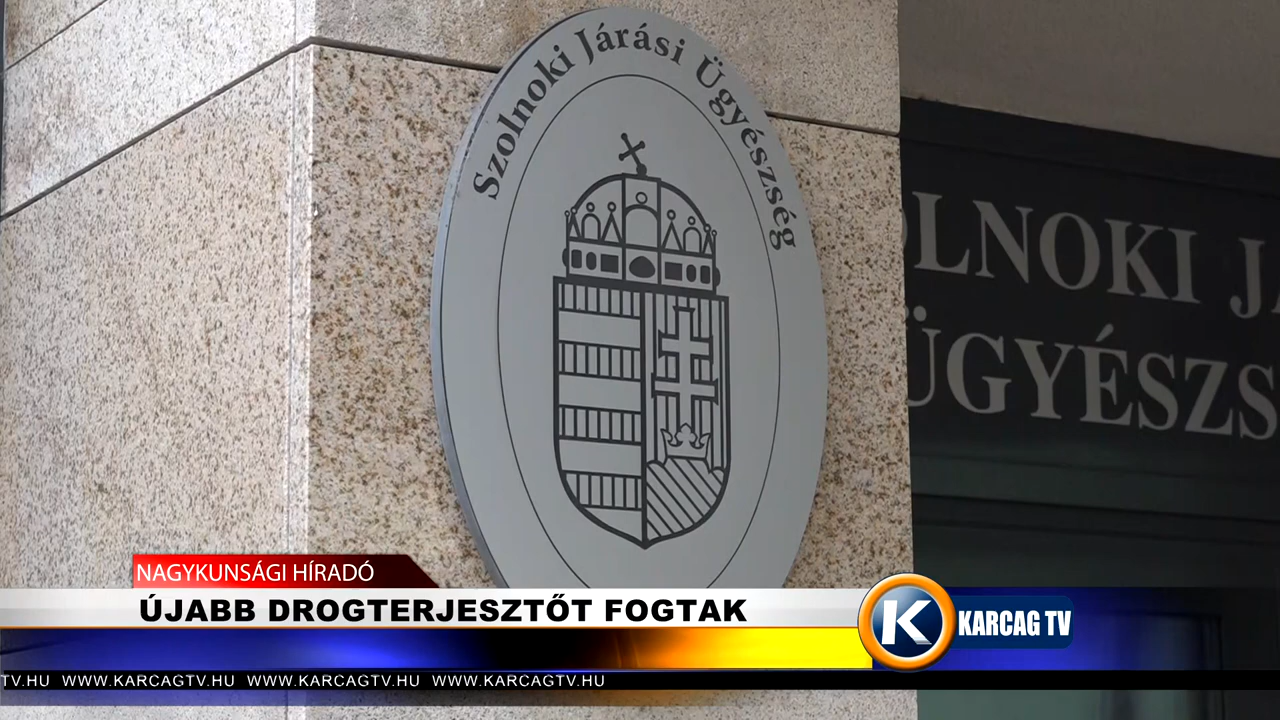 Szolnoki Járási Ügyészség
OLNOKI J
ÜGYÉSZS
NAGYKUNSÁGI HÍRADÓ
ÚJABB DROGTERJESZTŐT FOGTAK
K
KARCAG TV
TV.HU WWW.KARCAGTV.HU WWW.KARCAGTV.HU WWW.KARCAGTV.HU